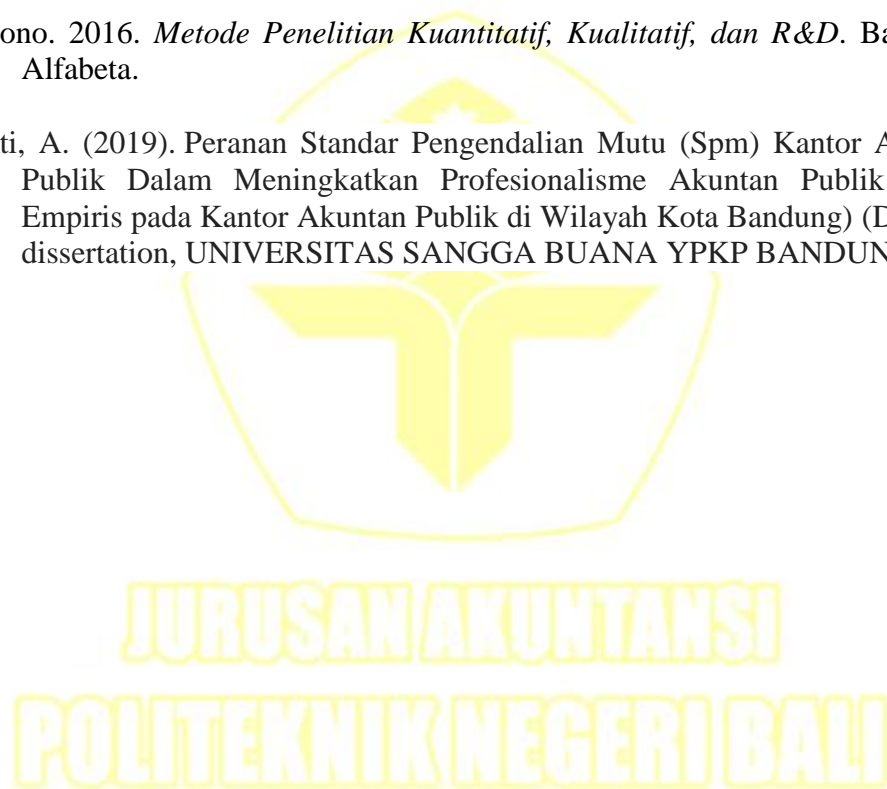 ono. 2016. Metode Penelitian Kuantitatif, Kualitatif, dan R&D. Ba
Alfabeta.
ti, A. (2019). Peranan Standar Pengendalian Mutu (Spm) Kantor A
Publik Dalam Meningkatkan Profesionalisme Akuntan Publik
Empiris pada Kantor Akuntan Publik di Wilayah Kota Bandung) (D
dissertation, UNIVERSITAS SANGGA BUANA YPKP BANDUN
JURUSAN AKUNTANSI
POLITEKNIK NEGERI BALI